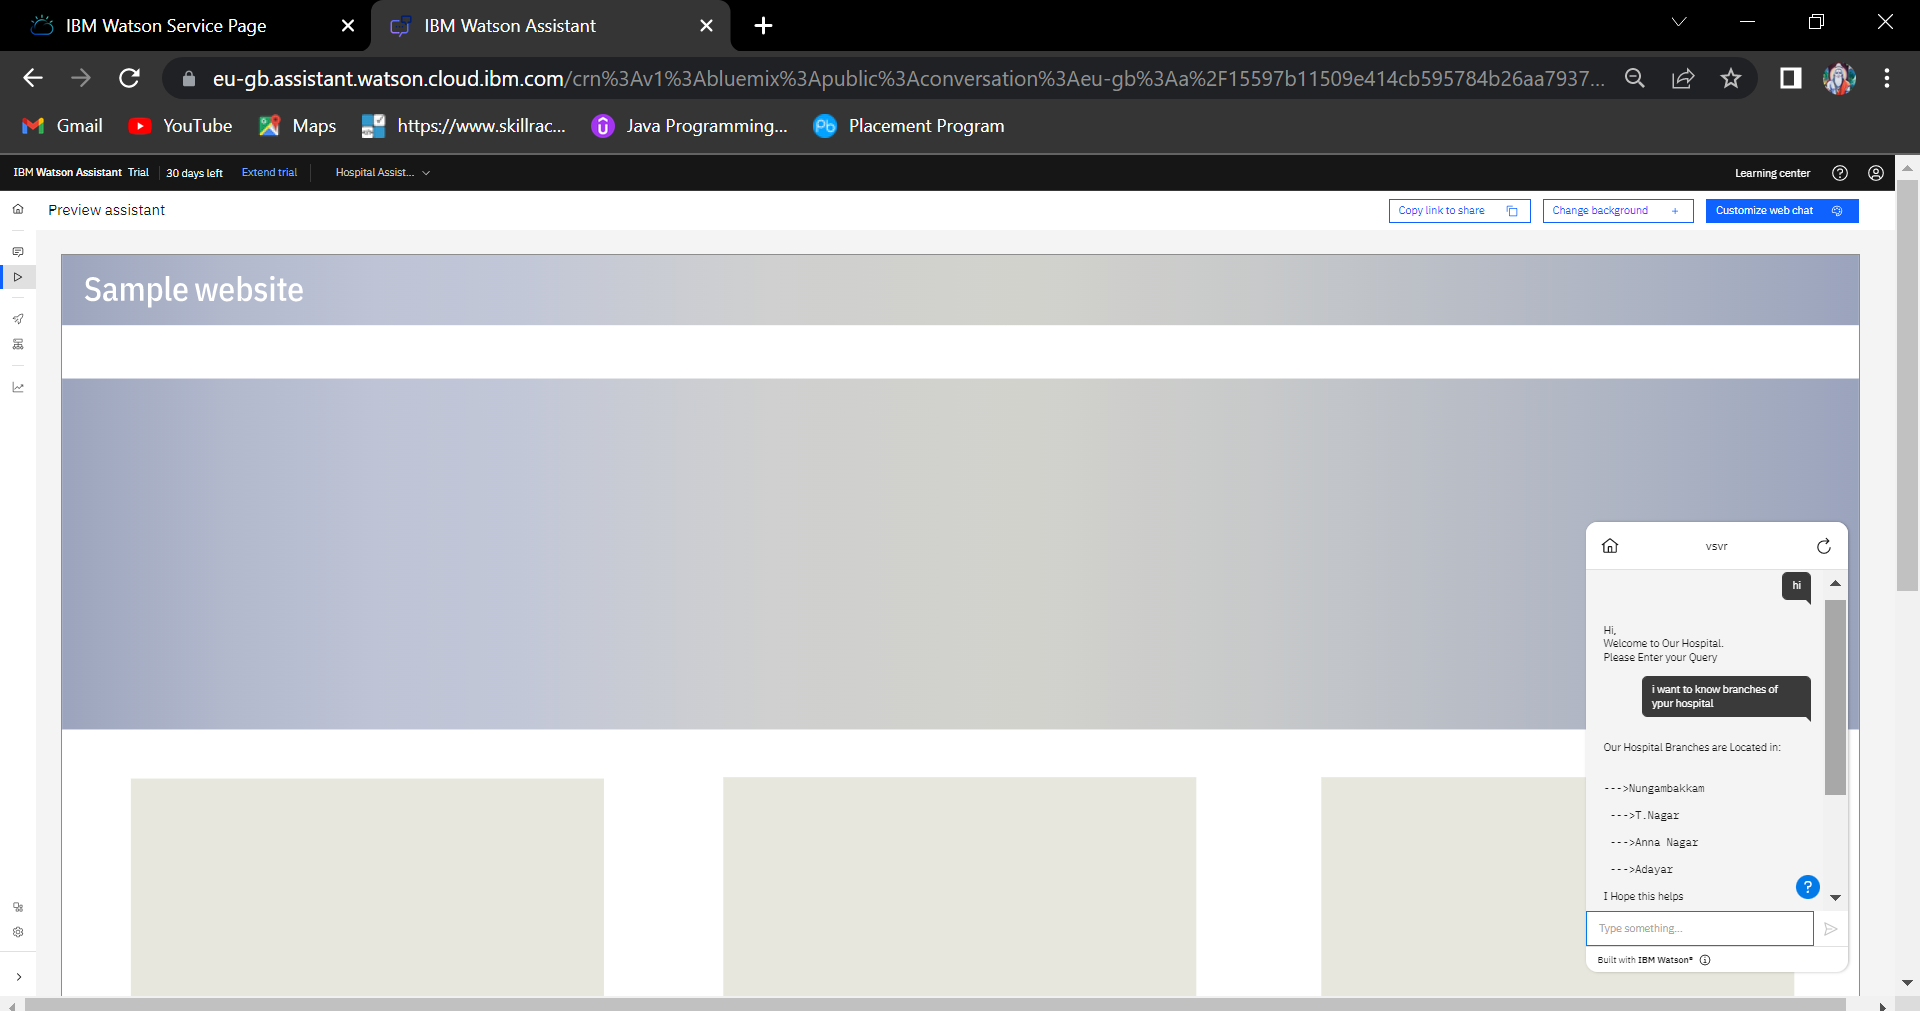 IBM Watson Service Page
IBM Watson Assistant
eu-gb.assistant.watson.cloud.ibm.com/crn%3Av1%3Abluemix%3Apublic%3Aconversation%3Aeu-gb%3Aa%2F15597b11509e414cb595784b26aa7937...
Gmail
YouTube
Maps
https://www.skillrac...
Java Programming...
Placement Program
IBM Watson Assistant Trial
30 days left
Extend trial
Hospital Assist...
Learning center
Preview assistant
Copy link to share
Change background +
Customize web chat
Sample website
vsvr
hi
Hi,
Welcome to Our Hospital.
Please Enter your Query
i want to know branches of
ypur hospital
Our Hospital Branches are Located in:
--->Nungambakkam
--->T.Nagar
--->Anna Nagar
--->Adayar
I Hope this helps
?
Type something...
Built with IBM Watson®